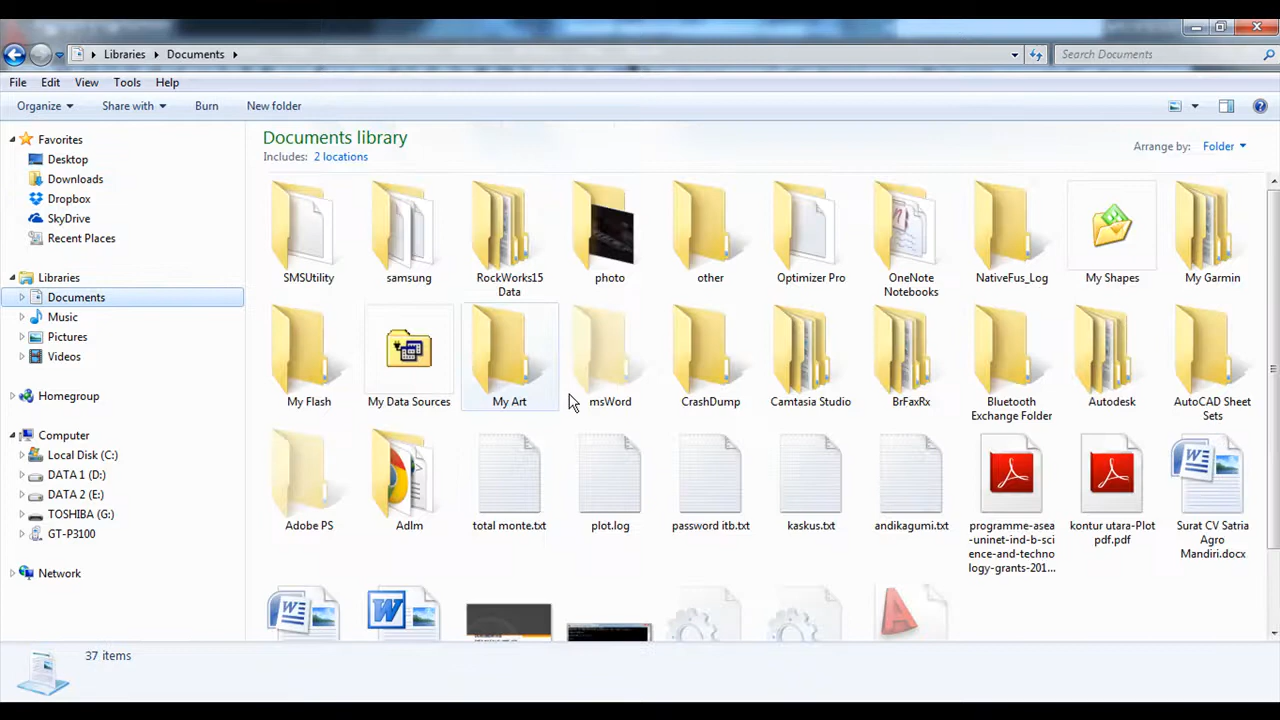 Libraries Documents
Search Documents
File Edit View Tools Help
Organize Share with Burn New folder
Documents library
Includes: 2 locations
Arrange by: Folder
Favorites
Desktop
Downloads
Dropbox
SkyDrive
Recent Places
Libraries
Documents
Music
Pictures
Videos
Homegroup
Computer
Local Disk (C:)
DATA 1 (D:)
DATA 2 (E:)
TOSHIBA (G:)
GT-P3100
Network
SMSUtility
samsung
RockWorks15
Data
photo
other
Optimizer Pro
OneNote
Notebooks
NativeFus_Log
My Shapes
My Garmin
My Flash
My Data Sources
My Art
msWord
CrashDump
Camtasia Studio
BrFaxRx
Bluetooth
Exchange Folder
Autodesk
AutoCAD Sheet
Sets
Adobe PS
Adlm
total monte.txt
plot.log
password itb.txt
kaskus.txt
andikagumi.txt
programme-asea
-uninet-ind-b-sci
ence-and-techno
logy-grants-201...
kontur utara-Plot
pdf.pdf
Surat CV Satria
Agro
Mandiri.docx
37 items